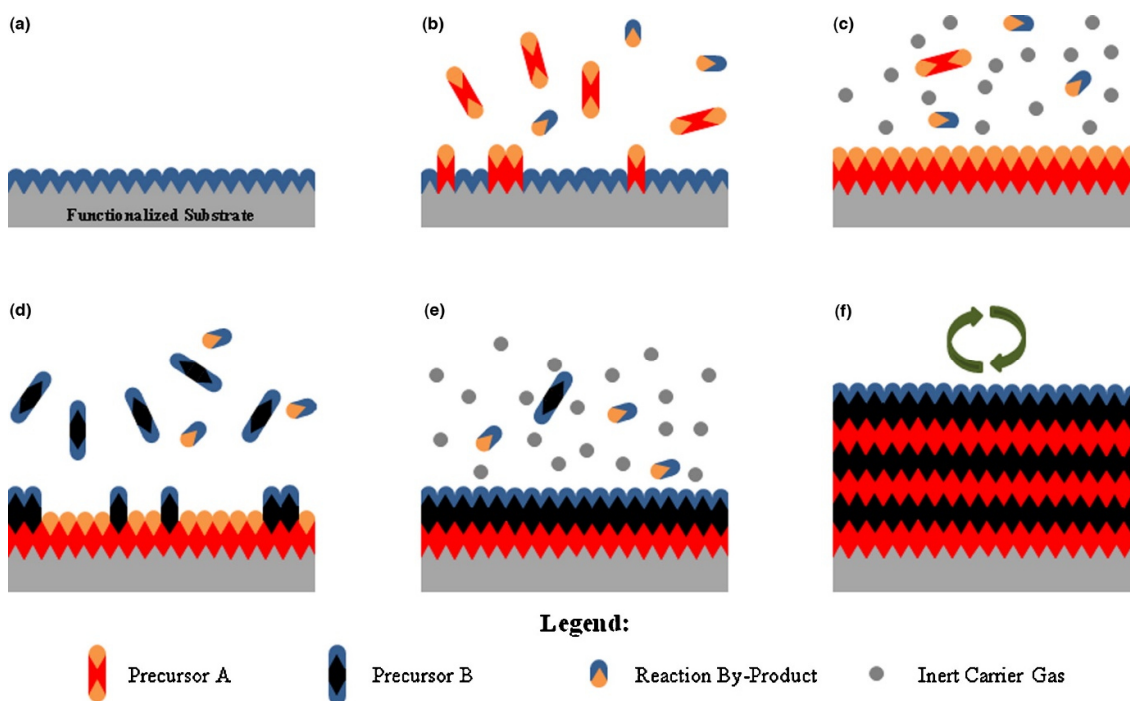 (a)
(b)
(c)
Functionalized Substrate
(d)
(e)
(f)
Legend:
Precursor A
Precursor B
Reaction By-Product
Inert Carrier Gas